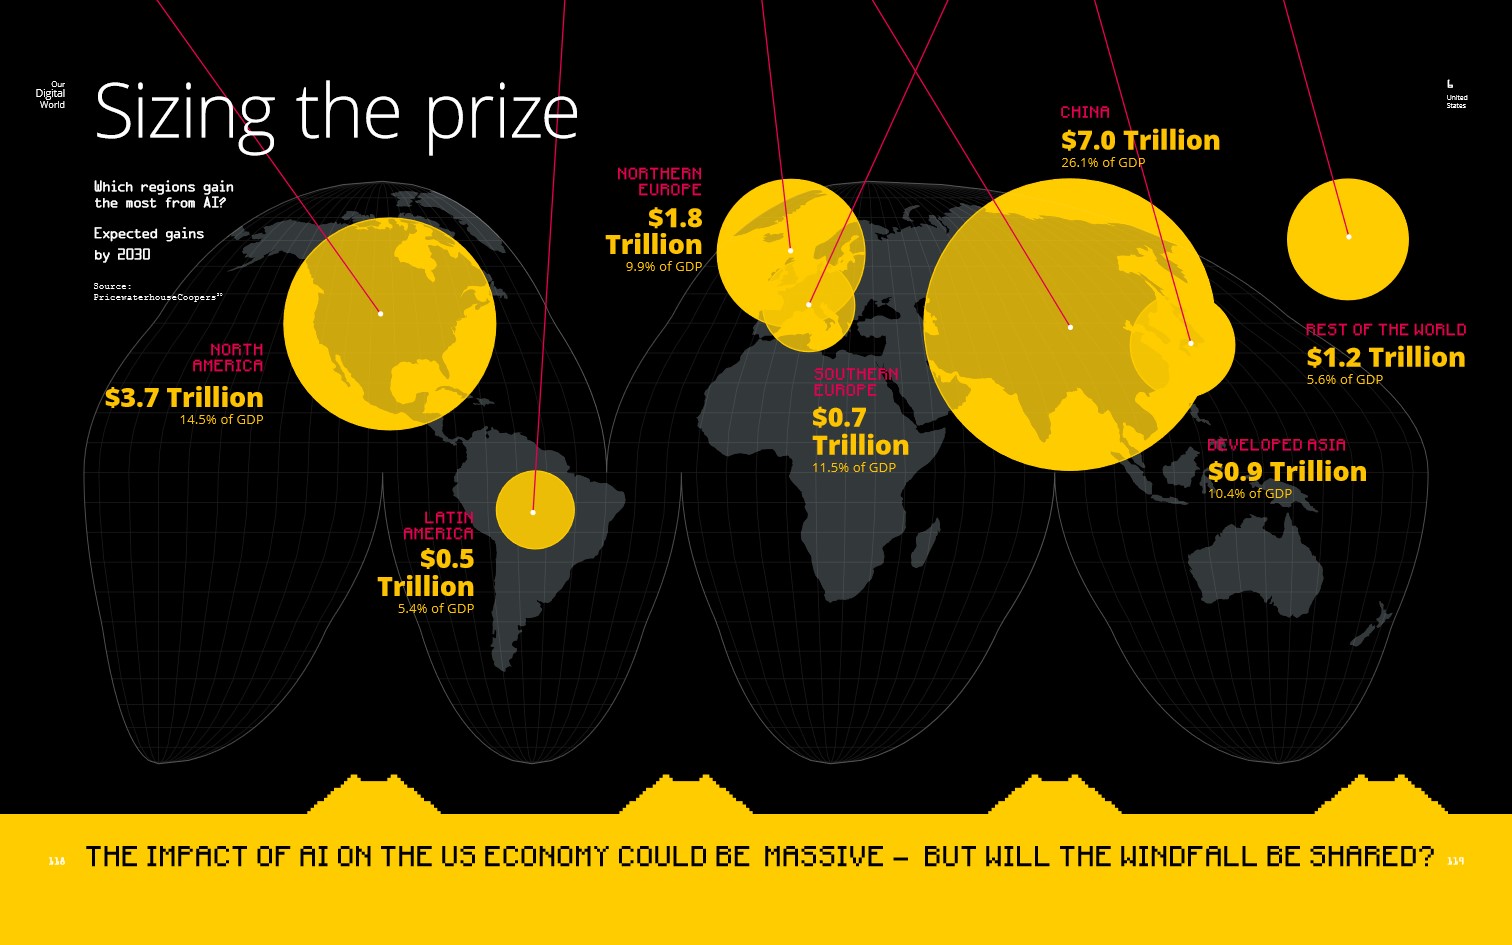 Our
Digital
World
Sizing the prize
6
United
States
Which regions gain
the most from AI?
Expected gains
by 2030
Source:
PricewaterhouseCoopers³⁰
NORTH
AMERICA
$3.7 Trillion
14.5% of GDP
LATIN
AMERICA
$0.5
Trillion
5.4% of GDP
NORTHERN
EUROPE
$1.8
Trillion
9.9% of GDP
SOUTHERN
EUROPE
$0.7
Trillion
11.5% of GDP
CHINA
$7.0 Trillion
26.1% of GDP
DEVELOPED ASIA
$0.9 Trillion
10.4% of GDP
REST OF THE WORLD
$1.2 Trillion
5.6% of GDP
118
THE IMPACT OF AI ON THE US ECONOMY COULD BE MASSIVE – BUT WILL THE WINDFALL BE SHARED?
119